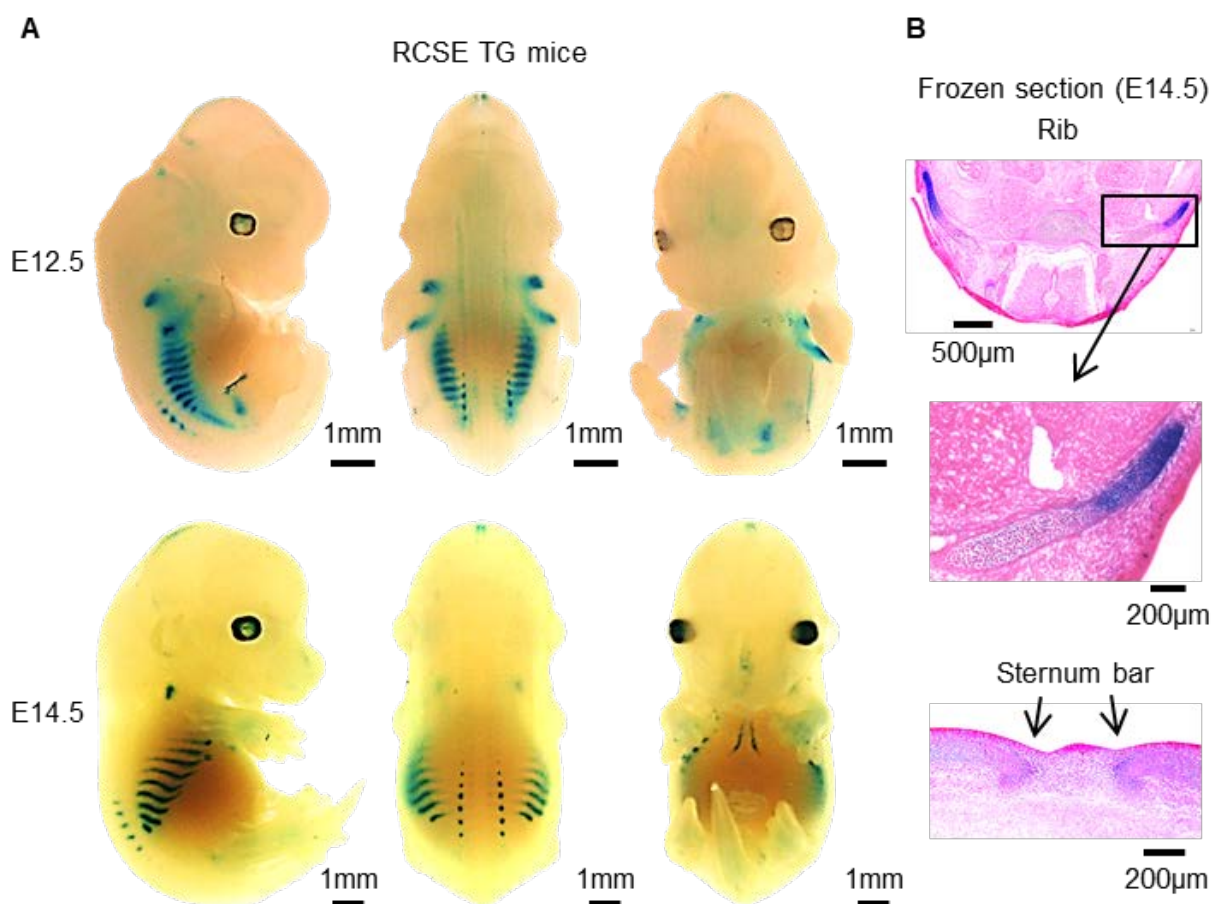 A
RCSE TG mice
E12.5
1mm
1mm
1mm
E14.5
1mm
1mm
1mm
B
Frozen section (E14.5)
Rib
500μm
200μm
Sternum bar
200μm